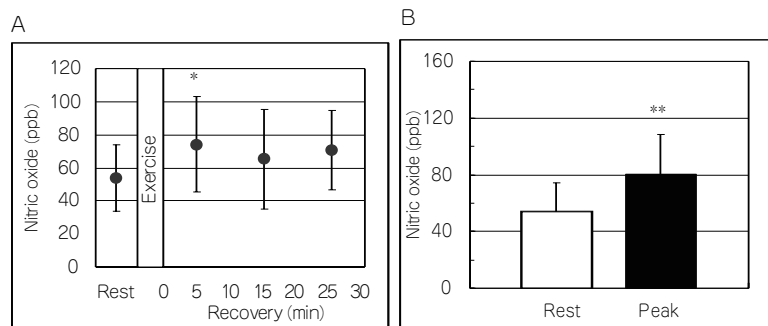 A
Nitric oxide (ppb)
120
100
80
60
40
20
0
*
Exercise
Rest 0 5 10 15 20 25 30
Recovery (min)
B
Nitric oxide (ppb)
160
120
80
40
0
**
Rest Peak